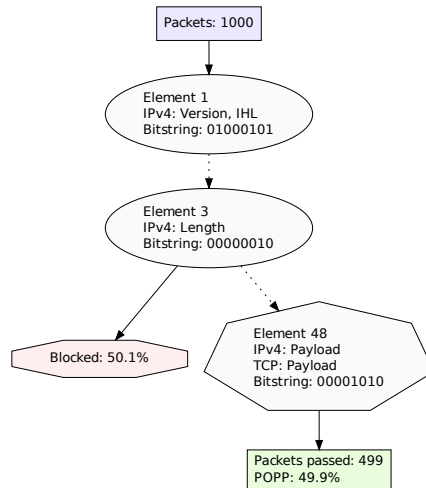 Packets: 1000
Element 1
IPv4: Version, IHL
Bitstring: 01000101
Element 3
IPv4: Length
Bitstring: 00000010
Blocked: 50.1%
Element 48
IPv4: Payload
TCP: Payload
Bitstring: 00001010
Packets passed: 499
POPP: 49.9%